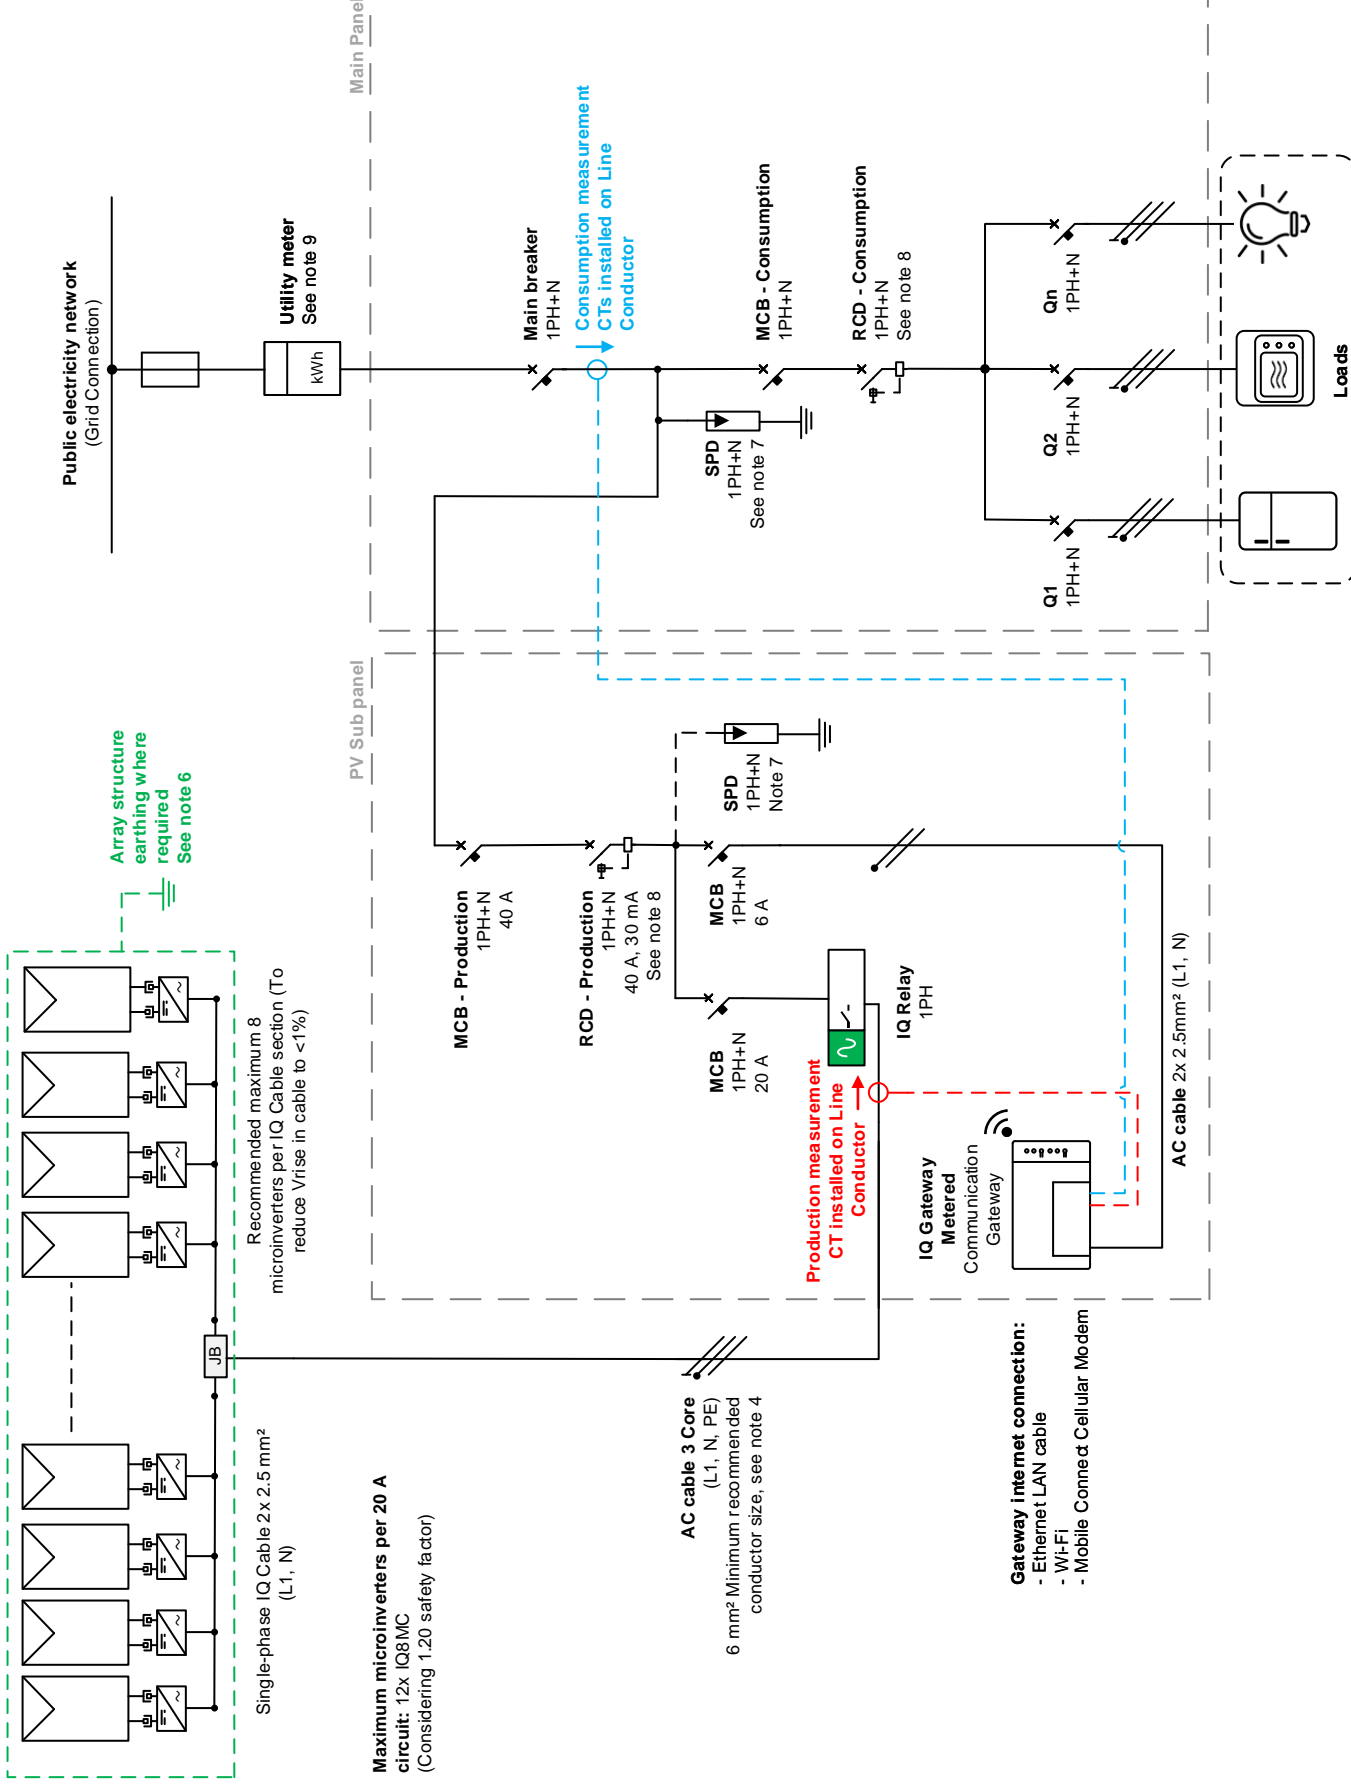 Public electricity network
(Grid Connection)
Utility meter
See note 9
kWh
Main Panel
Main breaker
1PH+N
Consumption measurement
CTs installed on Line
Conductor
SPD
1PH+N
See note 7
MCB - Consumption
1PH+N
RCD - Consumption
1PH+N
See note 8
Q1
1PH+N
Q2
1PH+N
Qn
1PH+N
Loads
PV Sub panel
MCB - Production
1PH+N
40 A
RCD - Production
1PH+N
40 A, 30 mA
See note 8
SPD
1PH+N
Note 7
MCB
1PH+N
20 A
MCB
1PH+N
6 A
IQ Relay
1PH
Production measurement
CT installed on Line
Conductor
IQ Gateway
Metered
Communication
Gateway
AC cable 2x 2.5mm² (L1, N)
Array structure
earthing where
required
See note 6
Recommended maximum 8
microinverters per IQ Cable section (To
reduce Vrise in cable to <1%)
JB
Single-phase IQ Cable 2x 2.5 mm²
(L1, N)
Maximum microinverters per 20 A
circuit: 12x IQ8MC
(Considering 1.20 safety factor)
AC cable 3 Core
(L1, N, PE)
6 mm² Minimum recommended
conductor size, see note 4
Gateway internet connection:
- Ethernet LAN cable
- Wi-Fi
- Mobile Connect Cellular Modem